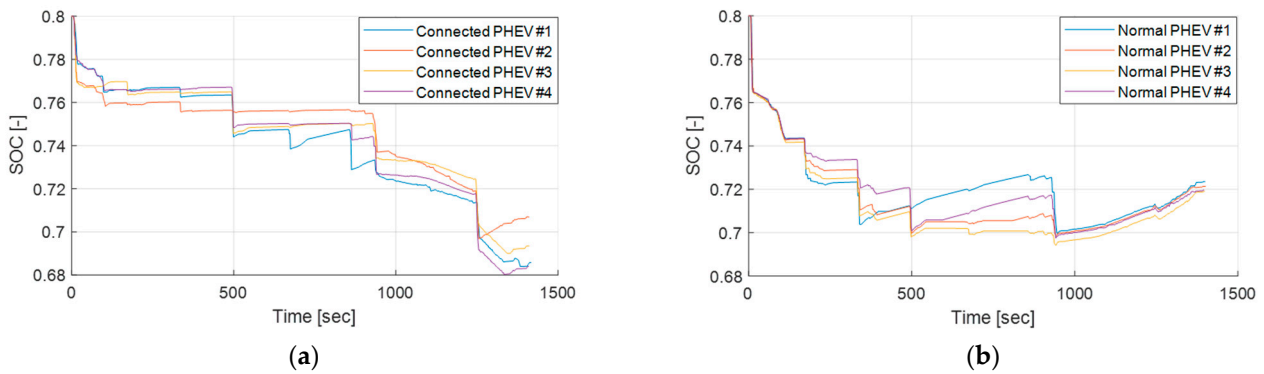 0.8
0.78
0.76
0.74
0.72
0.7
0.68
SOC [-]
0
500
1000
1500
Time [sec]
Connected PHEV #1
Connected PHEV #2
Connected PHEV #3
Connected PHEV #4
(a)
0.8
0.78
0.76
0.74
0.72
0.7
0.68
SOC [-]
0
500
1000
1500
Time [sec]
Normal PHEV #1
Normal PHEV #2
Normal PHEV #3
Normal PHEV #4
(b)